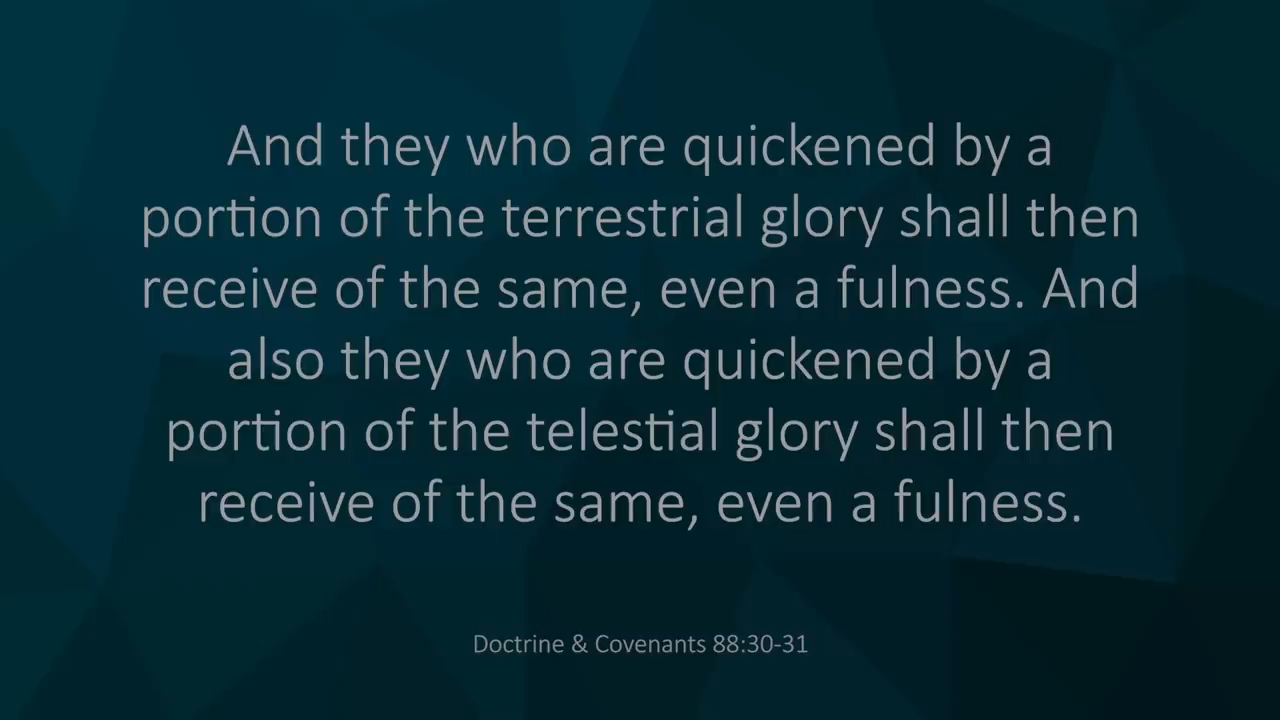 And they who are quickened by a
portion of the terrestrial glory shall then
receive of the same, even a fulness. And
also they who are quickened by a
portion of the telestial glory shall then
receive of the same, even a fulness.
Doctrine & Covenants 88:30-31